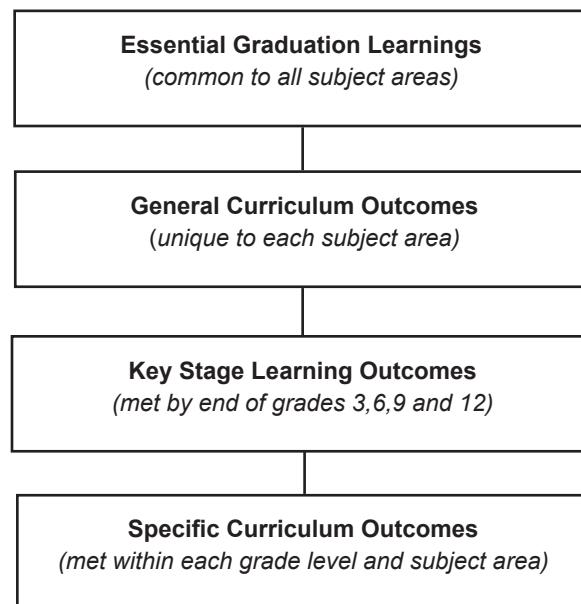 Essential Graduation Learnings
(common to all subject areas)
General Curriculum Outcomes
(unique to each subject area)
Key Stage Learning Outcomes
(met by end of grades 3,6,9 and 12)
Specific Curriculum Outcomes
(met within each grade level and subject area)